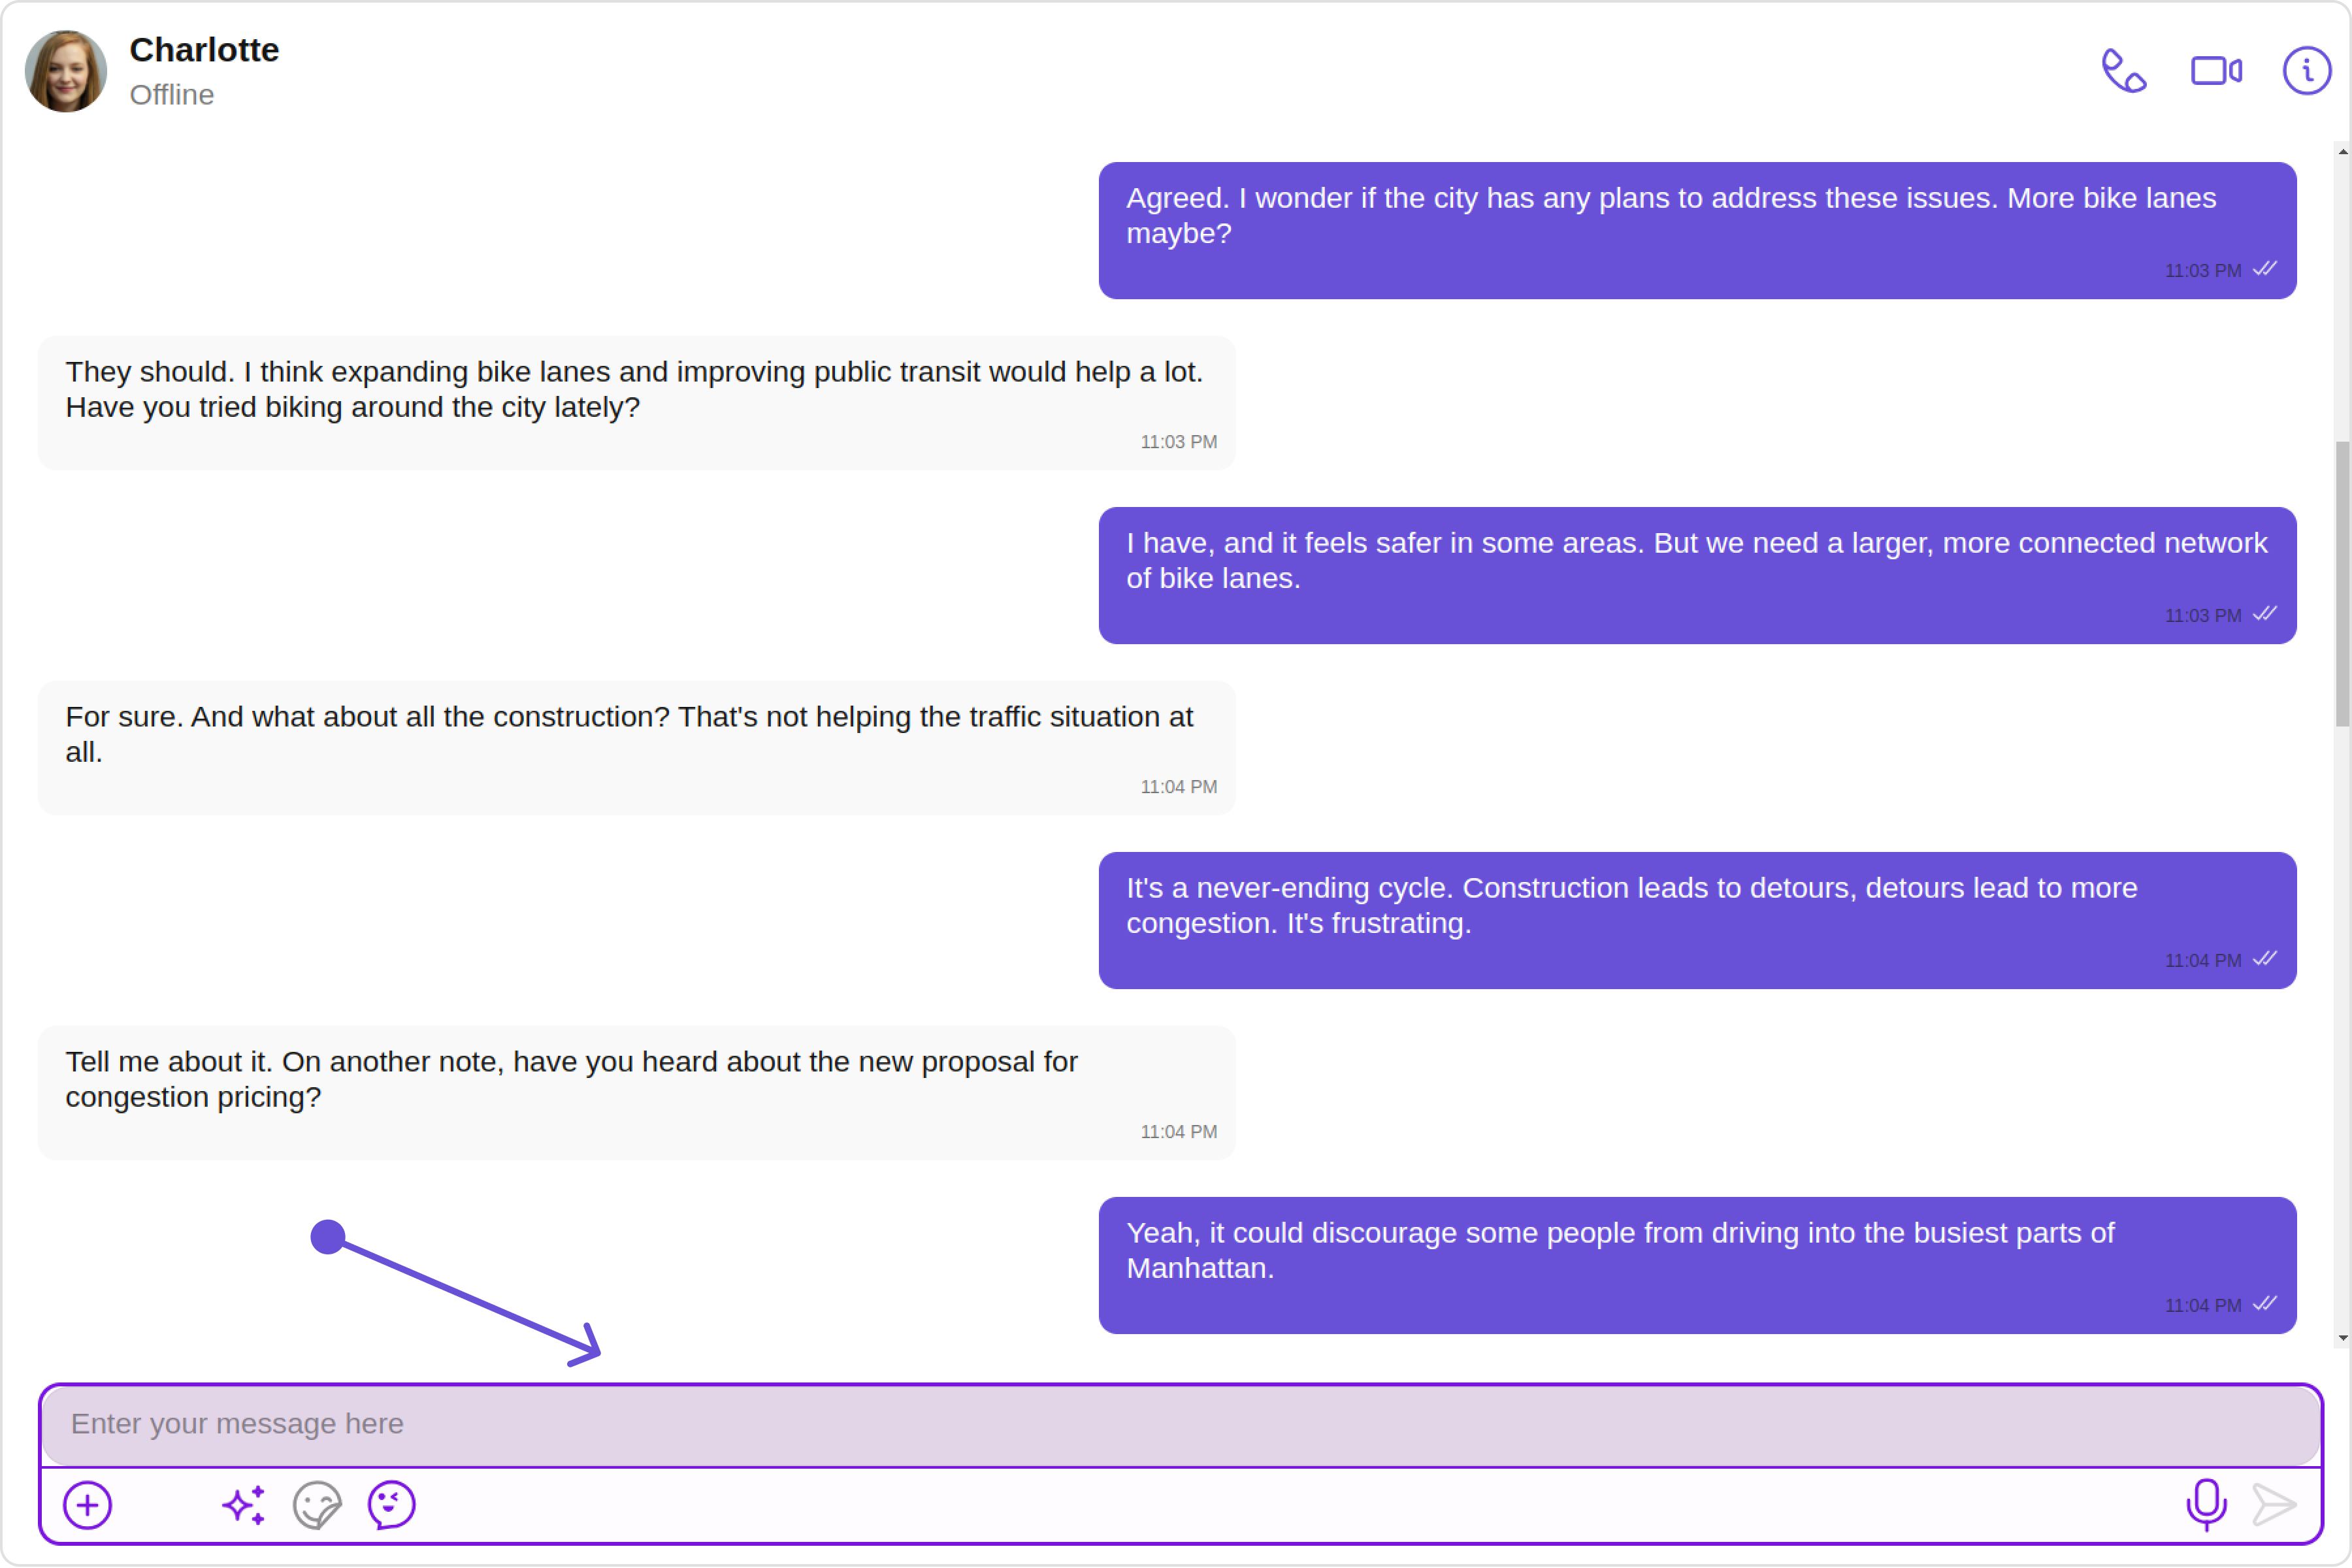 Charlotte
Offline
Agreed. I wonder if the city has any plans to address these issues. More bike lanes
maybe?
11:03 PM
They should. I think expanding bike lanes and improving public transit would help a lot.
Have you tried biking around the city lately?
11:03 PM
I have, and it feels safer in some areas. But we need a larger, more connected network
of bike lanes.
11:03 PM
For sure. And what about all the construction? That's not helping the traffic situation at
all.
11:04 PM
It's a never-ending cycle. Construction leads to detours, detours lead to more
congestion. It's frustrating.
11:04 PM
Tell me about it. On another note, have you heard about the new proposal for
congestion pricing?
11:04 PM
Yeah, it could discourage some people from driving into the busiest parts of
Manhattan.
11:04 PM
Enter your message here